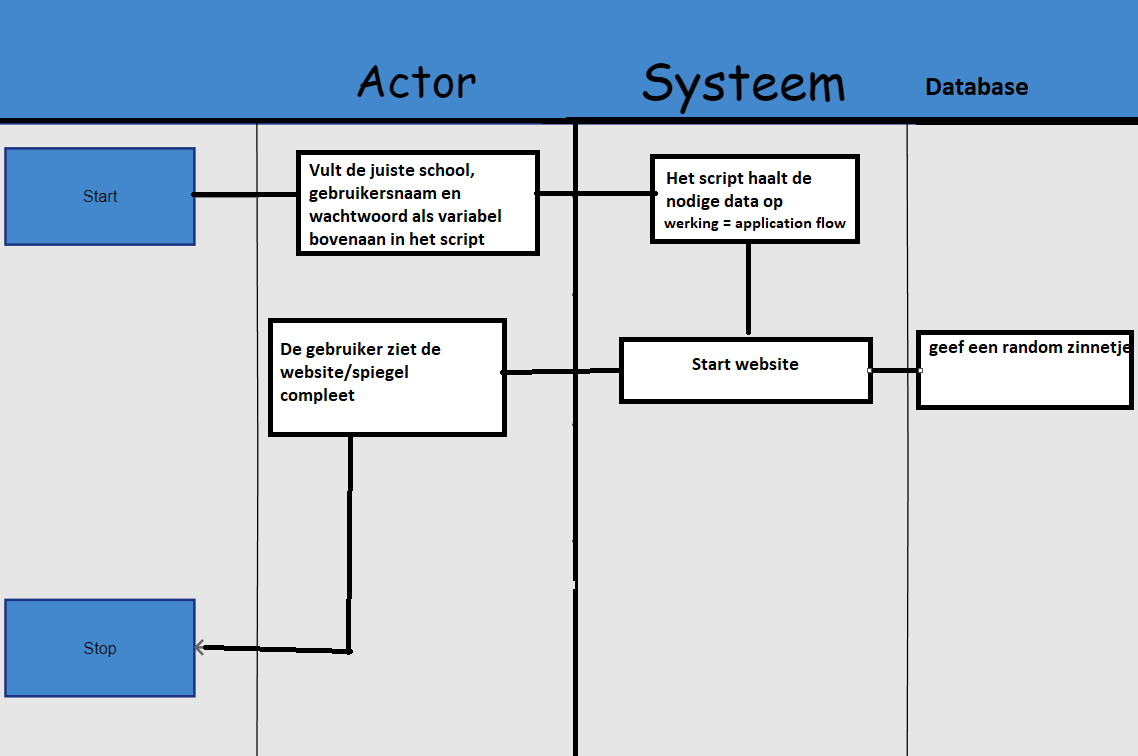 Actor
Systeem
Database
Start
Vult de juiste school,
gebruikersnaam en
wachtwoord als variabel
bovenaan in het script
Het script haalt de
nodige data op
werking = application flow
De gebruiker ziet de
website/spiegel
compleet
Start website
geef een random zinnetje
Stop